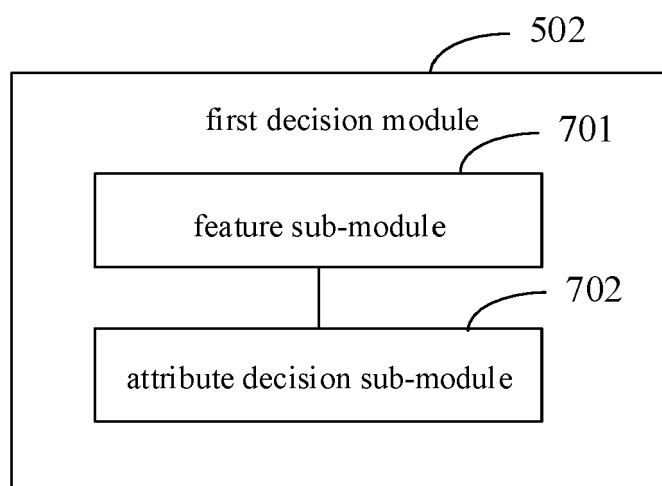 502
first decision module
701
feature sub-module
702
attribute decision sub-module